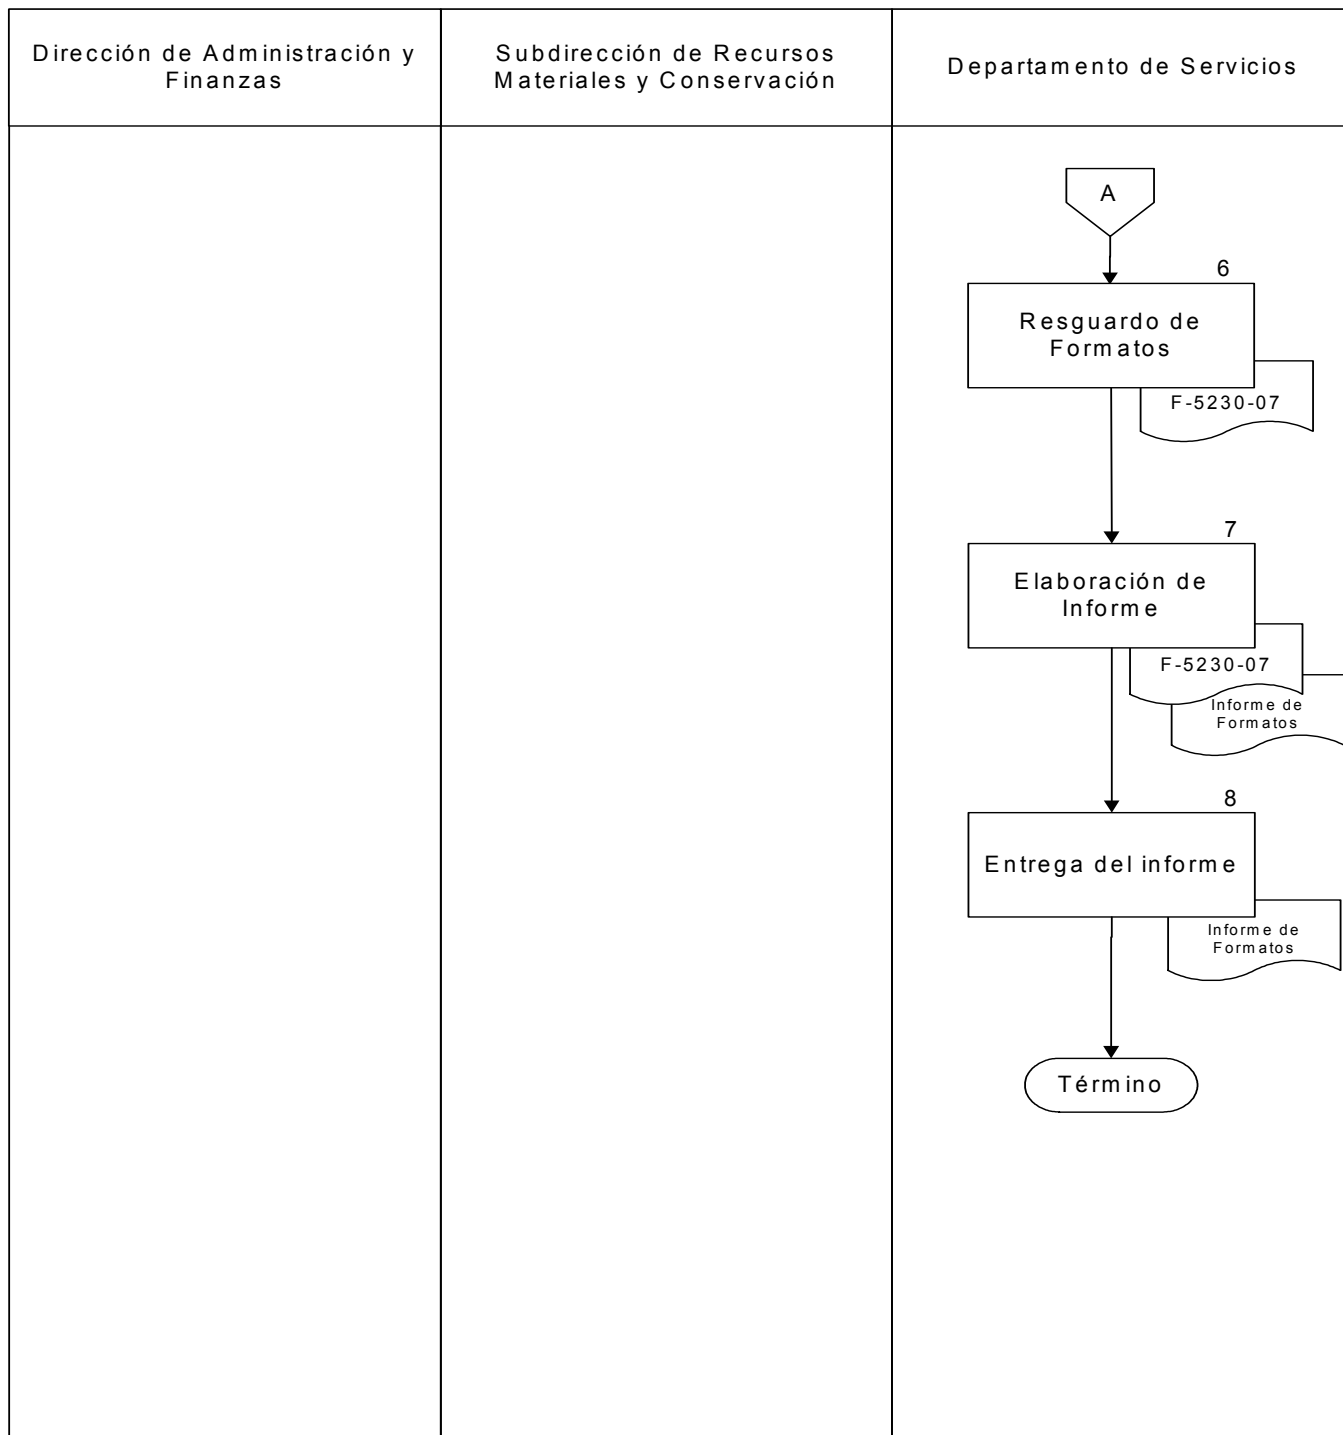 Dirección de Administración y
Finanzas
Subdirección de Recursos
Materiales y Conservación
Departamento de Servicios
A
6
Resguardo de
Formatos
F-5230-07
7
Elaboración de
Informe
F-5230-07
Informe de
Formatos
8
Entrega del informe
Informe de
Formatos
Término